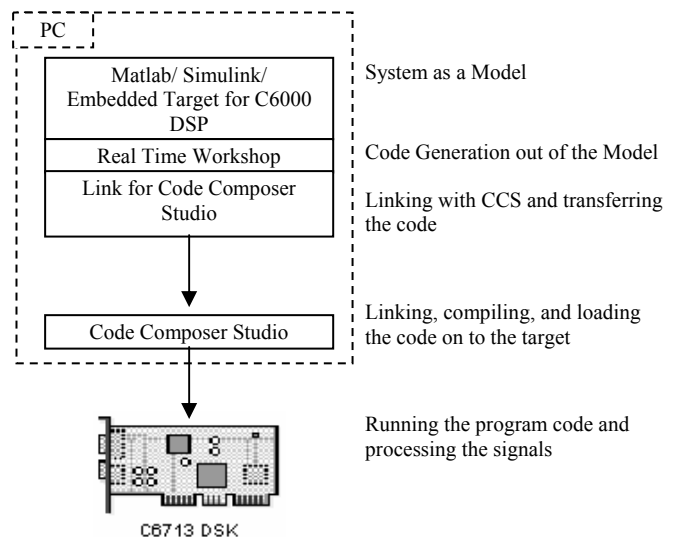 PC
Matlab/ Simulink/
Embedded Target for C6000
DSP
System as a Model
Real Time Workshop
Code Generation out of the Model
Link for Code Composer
Studio
Linking with CCS and transferring
the code
Code Composer Studio
Linking, compiling, and loading
the code on to the target
Running the program code and
processing the signals
C6713 DSK